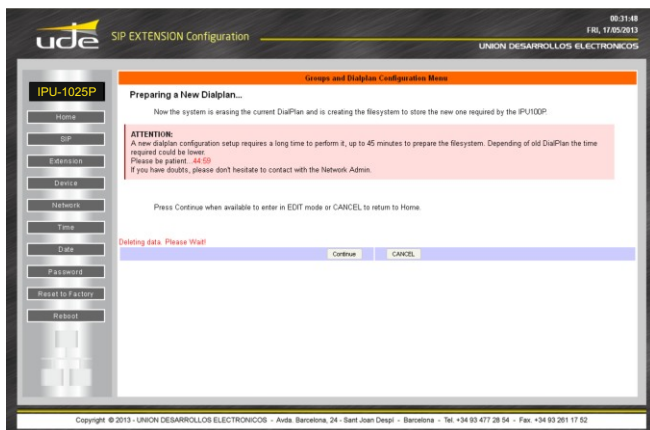 00:31:48
FRI, 17/05/2013
ude
SIP EXTENSION Configuration
UNION DESARROLLOS ELECTRONICOS
Groups and Dialplan Configuration Menu
IPU-1025P
Home
SIP
Extension
Device
Network
Time
Date
Password
Reset to Factory
Reboot
Preparing a New Dialplan...
Now the system is erasing the current DialPlan and is creating the filesystem to store the new one required by the IPU100P.
ATTENTION:
A new dialplan configuration setup requires a long time to perform it, up to 45 minutes to prepare the filesystem. Depending of old DialPlan the time
required could be lower.
Please be patient...44:59
If you have doubts, please don't hesitate to contact with the Network Admin.
Press Continue when available to enter in EDIT mode or CANCEL to return to Home.
Deleting data. Please Wait!
Continue
CANCEL
Copyright © 2013 - UNION DESARROLLOS ELECTRONICOS - Avda. Barcelona, 24 - Sant Joan Despí - Barcelona - Tel. +34 93 477 28 54 - Fax. +34 93 261 17 52